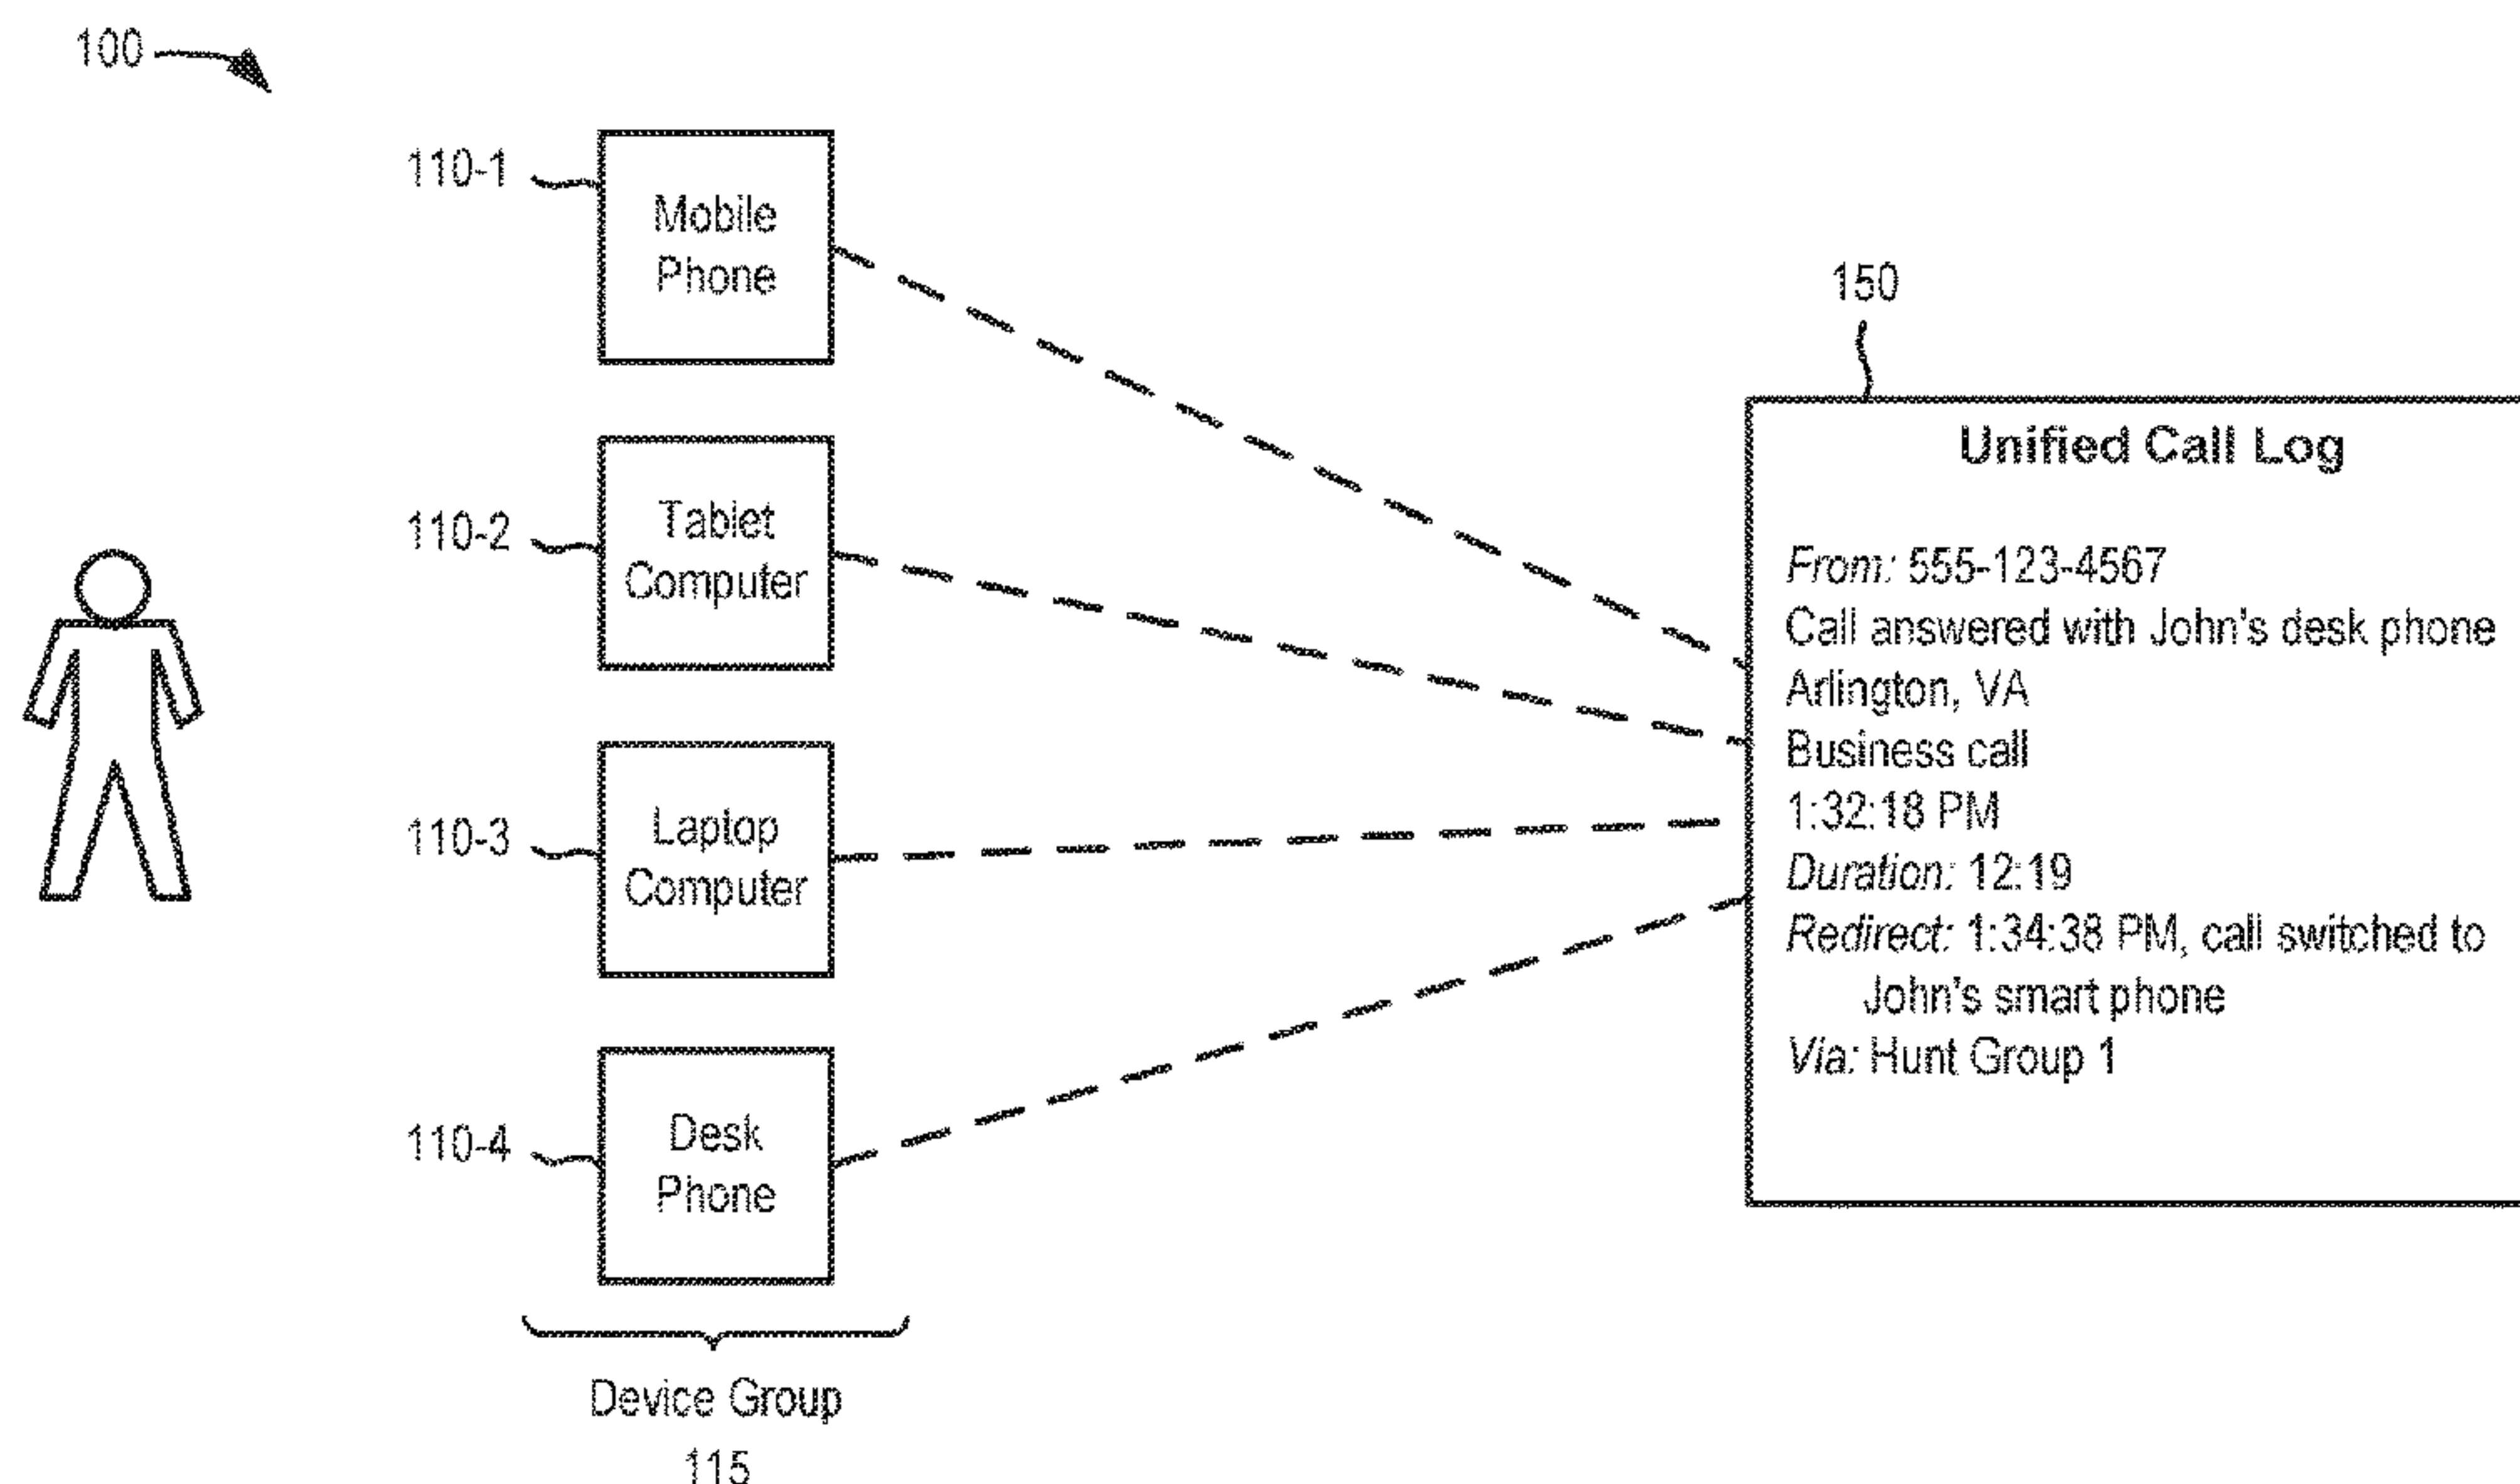 100
110-1
Mobile
Phone
150
Unified Call Log
110-2
Tablet
Computer
From: 555-123-4567
Call answered with John's desk phone
Arlington, VA
Business call
1:32:18 PM
Duration: 12:19
Redirect: 1:34:38 PM, call switched to
John's smart phone
Via: Hunt Group 1
110-3
Laptop
Computer
110-4
Desk
Phone
Device Group
115